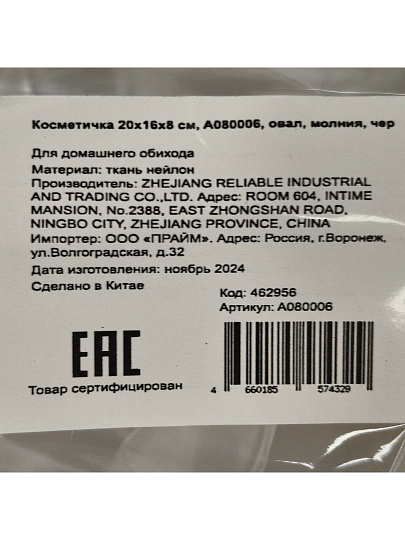 Косметичка 20х16х8 см, А080006, овал, молния, чер
Для домашнего обихода
Материал: ткань нейлон
Производитель: ZHEJIANG RELIABLE INDUSTRIAL
AND TRADING CO.,LTD. Адрес: ROOM 604, INTIME
MANSION, No.2388, EAST ZHONGSHAN ROAD,
NINGBO CITY, ZHEJIANG PROVINCE, CHINA
Импортер: ООО «ПРАЙМ». Адрес: Россия, г.Воронеж,
ул.Волгоградская, д.32
Дата изготовления: ноябрь 2024
Сделано в Китае
Код: 462956
Артикул: А080006
EAC
Товар сертифицирован
4 660185 574329